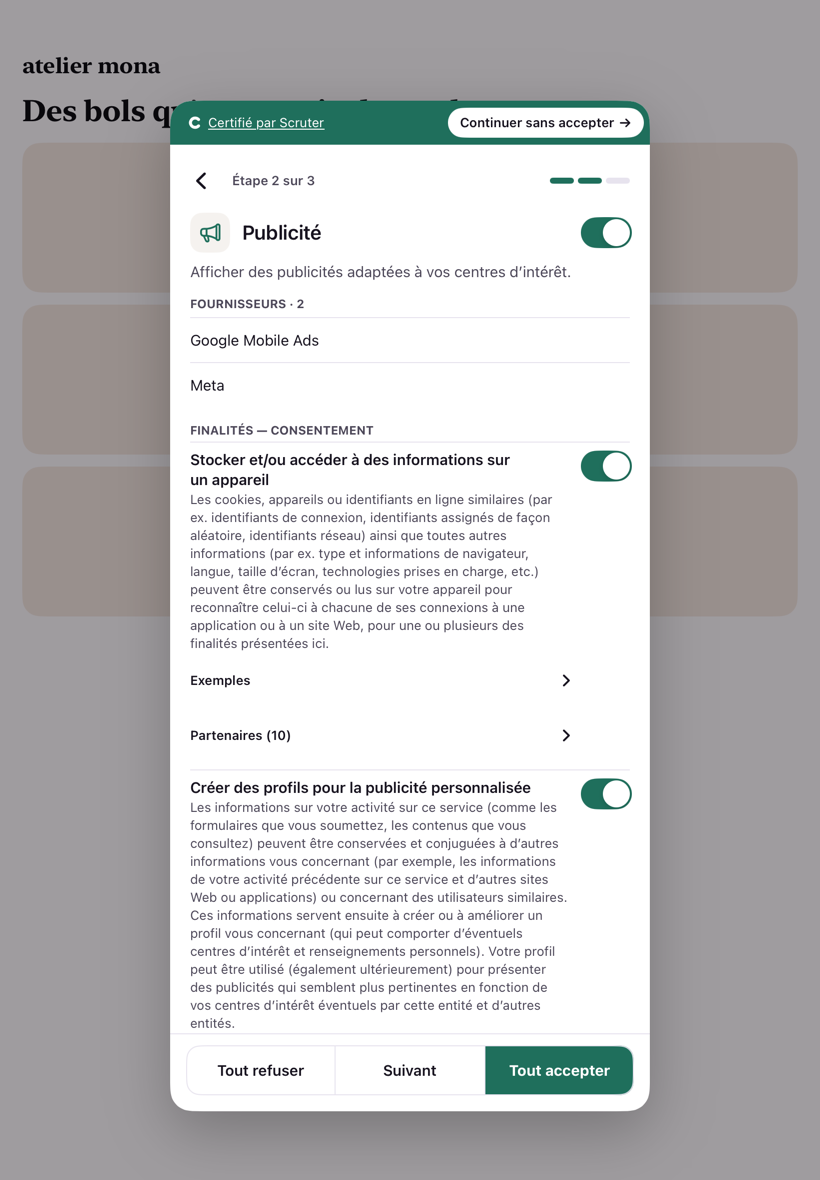 atelier mona
Des bols q
Certifié par Scruter
Continuer sans accepter →
Étape 2 sur 3
Publicité
Afficher des publicités adaptées à vos centres d’intérêt.
FOURNISSEURS · 2
Google Mobile Ads
Meta
FINALITÉS — CONSENTEMENT
Stocker et/ou accéder à des informations sur
un appareil
Les cookies, appareils ou identifiants en ligne similaires (par
ex. identifiants de connexion, identifiants assignés de façon
aléatoire, identifiants réseau) ainsi que toutes autres
informations (par ex. type et informations de navigateur,
langue, taille d’écran, technologies prises en charge, etc.)
peuvent être conservés ou lus sur votre appareil pour
reconnaître celui-ci à chacune de ses connexions à une
application ou à un site Web, pour une ou plusieurs des
finalités présentées ici.
Exemples
Partenaires (10)
Créer des profils pour la publicité personnalisée
Les informations sur votre activité sur ce service (comme les
formulaires que vous soumettez, les contenus que vous
consultez) peuvent être conservées et conjuguées à d’autres
informations vous concernant (par exemple, les informations
de votre activité précédente sur ce service et d’autres sites
Web ou applications) ou concernant des utilisateurs similaires.
Ces informations servent ensuite à créer ou à améliorer un
profil vous concernant (qui peut comporter d’éventuels
centres d’intérêt et renseignements personnels). Votre profil
peut être utilisé (également ultérieurement) pour présenter
des publicités qui semblent plus pertinentes en fonction de
vos centres d’intérêt éventuels par cette entité et d’autres
entités.
Tout refuser
Suivant
Tout accepter